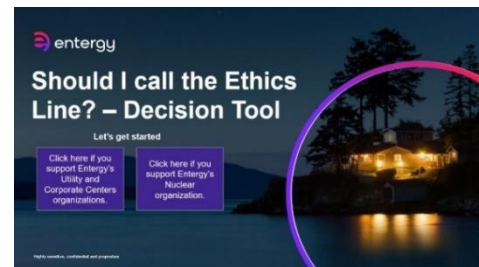 entergy
Should I call the Ethics
Line? – Decision Tool
Let's get started
Click here if you
support Entergy's
Utility and
Corporate Centers
organizations.
Click here if you
support Entergy's
Nuclear
organization.
Highly sensitive, confidential and proprietary